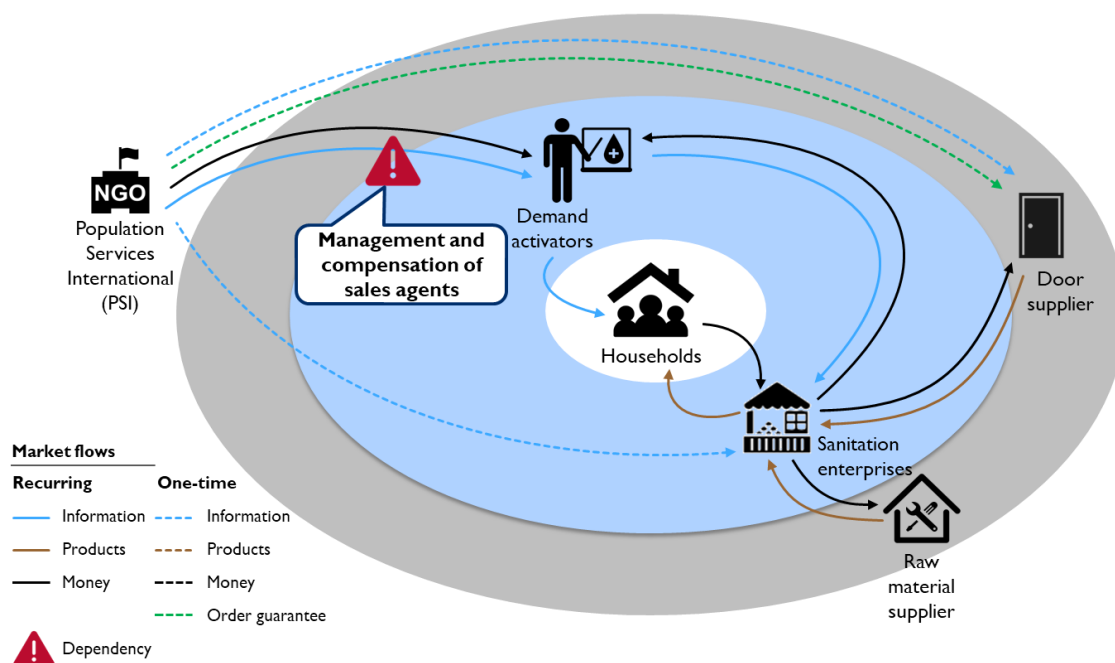 NGO
Population
Services
International
(PSI)
Demand
activators
Management and
compensation of
sales agents
Households
Door
supplier
Sanitation
enterprises
Raw
material
supplier
Market flows
Recurring One-time
Information Information
Products Products
Money Money
Order guarantee
Dependency